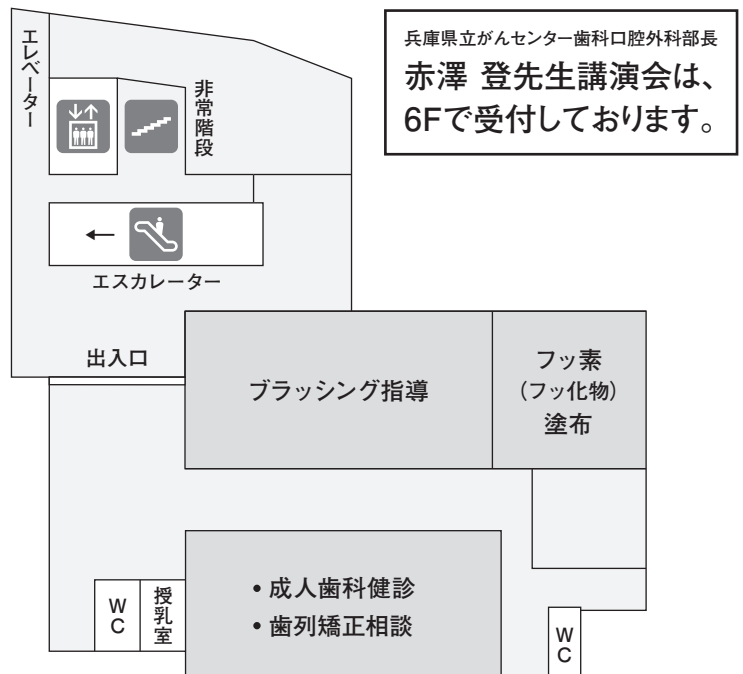 兵庫県立がんセンター歯科口腔外科部長
赤澤 登先生講演会は、
6Fで受付しております。
エレベーター
非常階段
エスカレーター
出入口
ブラッシング指導
フッ素
(フッ化物)
塗布
WC
授乳室
•成人歯科健診
•歯列矯正相談
WC